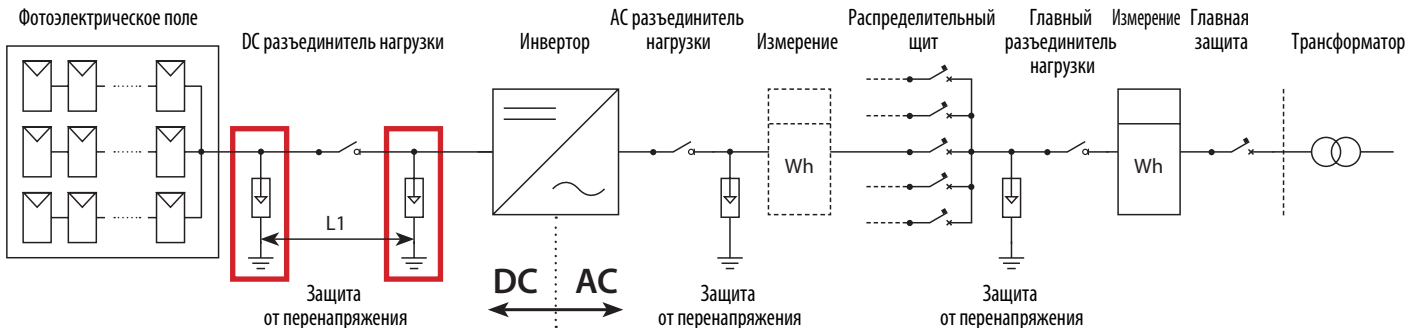 Фотоэлектрическое поле
DC разъединитель нагрузки
Инвертор
AC разъединитель
нагрузки
Измерение
Распределительный
щит
Главный
разъединитель
нагрузки
Измерение
Главная
защита
Трансформатор
Wh
Wh
L1
DC
AC
Защита
от перенапряжения
Защита
от перенапряжения
Защита
от перенапряжения